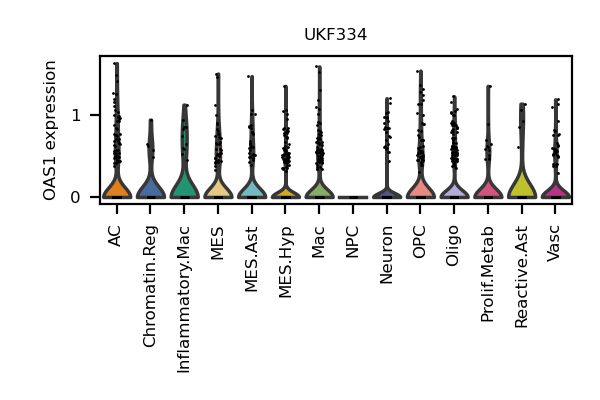 UKF334
OAS1 expression
1
0
AC
Chromatin.Reg
Inflammatory.Mac
MES
MES.Ast
MES.Hyp
Mac
NPC
Neuron
OPC
Oligo
Prolif.Metab
Reactive.Ast
Vasc